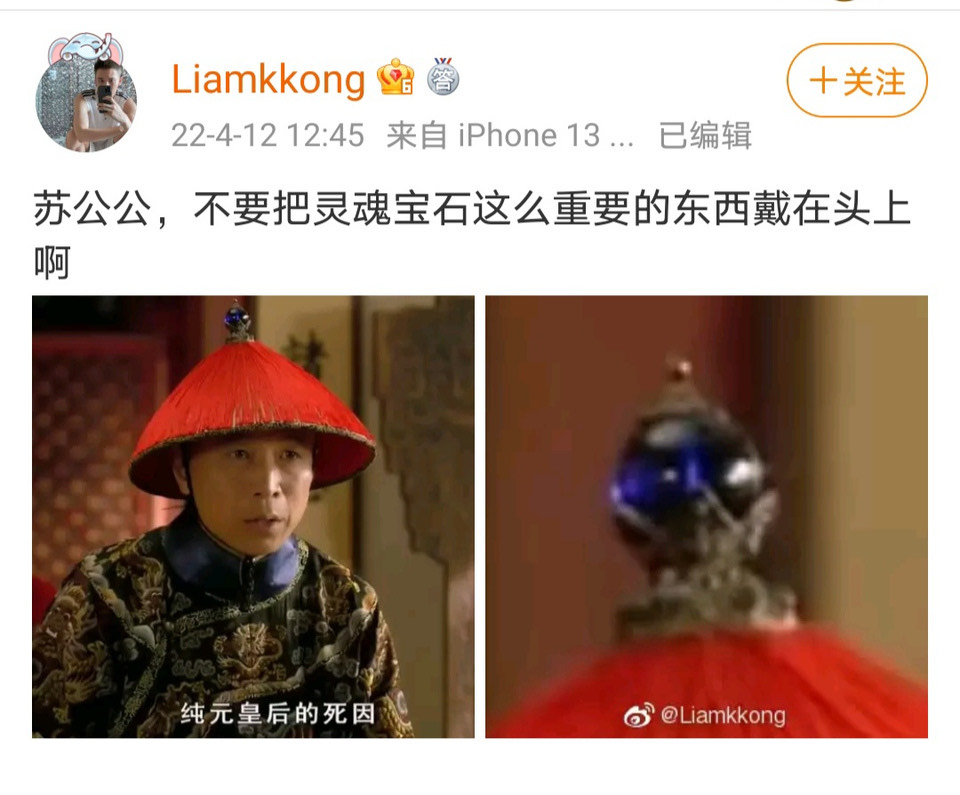 Liamkkong 6 答
+关注
22-4-12 12:45 来自 iPhone 13 ... 已编辑
苏公公，不要把灵魂宝石这么重要的东西戴在头上
啊
纯元皇后的死因
@Liamkkong